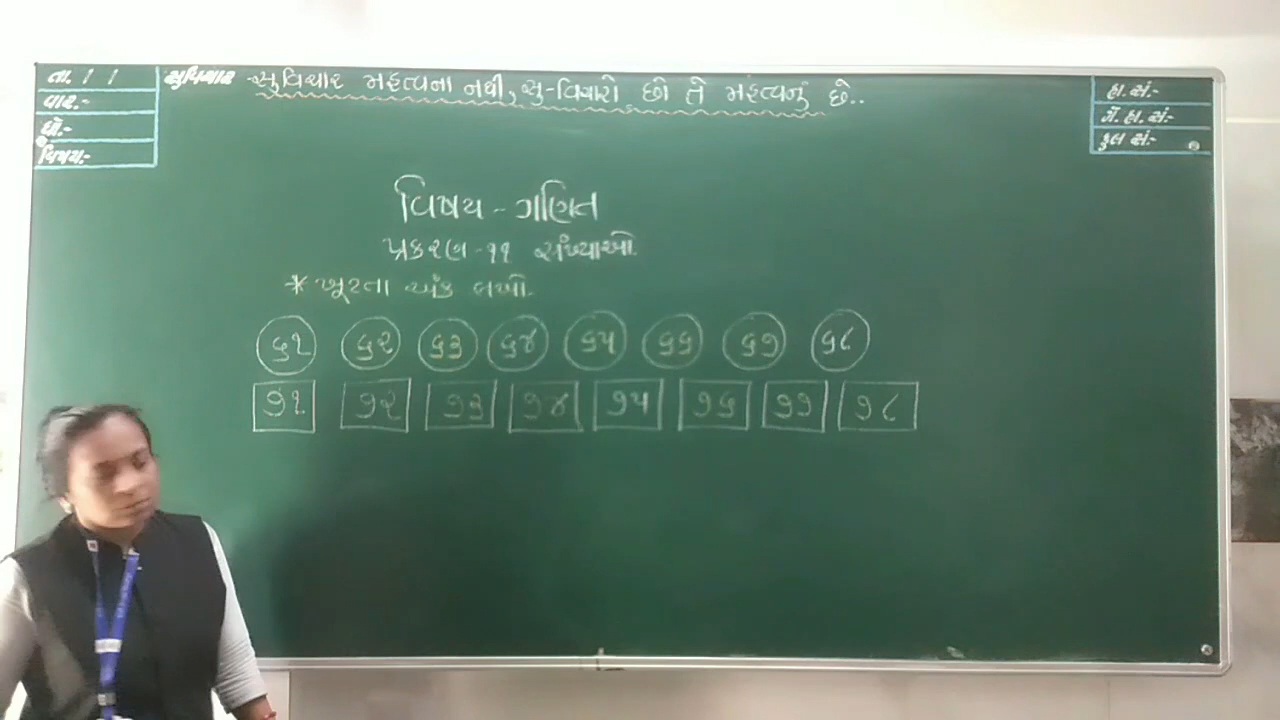 તા. / /
વાર.-
ઘો.-
વિષય.-
સુવિચાર સુવિચાર મહત્વના નથી, સુ-વિચારો છો તે મહત્વનું છે..
હા. સં.-
ગે. હા. સં.-
કુલ સં.-
વિષય - ગણિત
પ્રકરણ - ૧૧ સંખ્યાઓ.
* ખૂટતા અંક લખો.
૬૧ ૬૨ ૬૩ ૬૪ ૬૫ ૬૬ ૬૭ ૬૮
૭૧ ૭૨ ૭૩ ૭૪ ૭૫ ૭૬ ૭૭ ૭૮